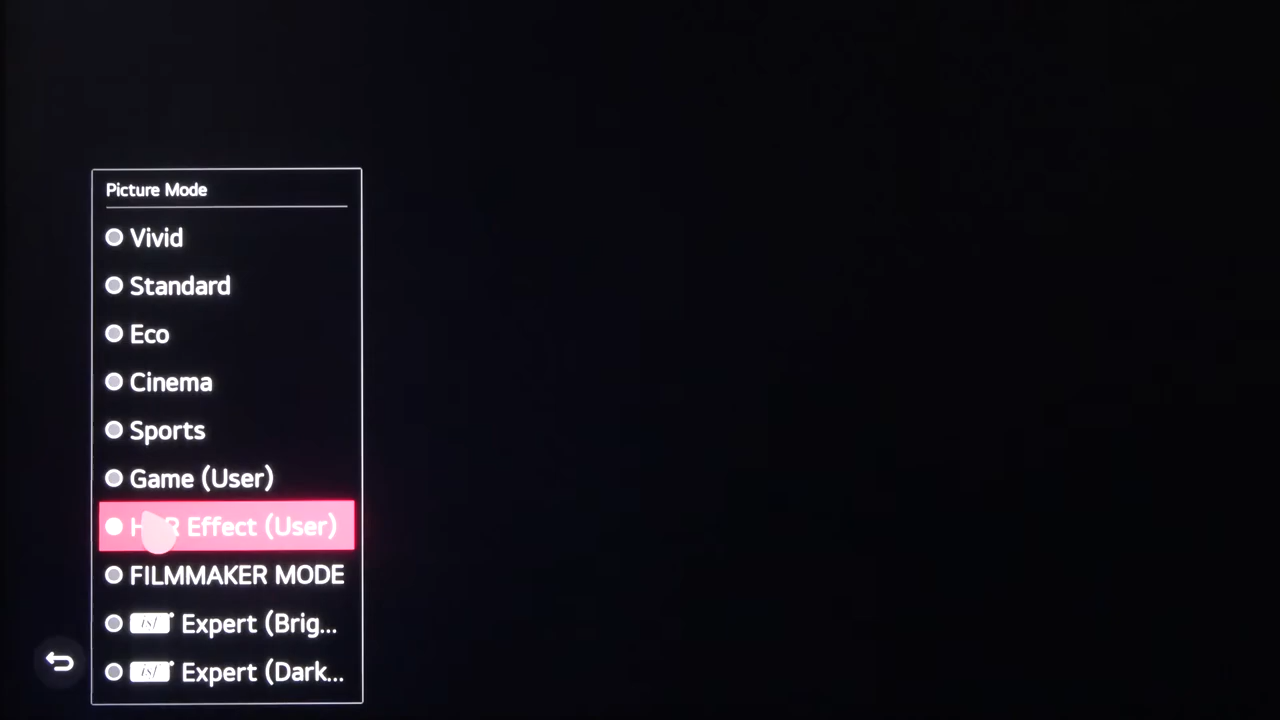 Picture Mode
Vivid
Standard
Eco
Cinema
Sports
Game (User)
HDR Effect (User)
FILMMAKER MODE
isf Expert (Brig...
isf Expert (Dark...